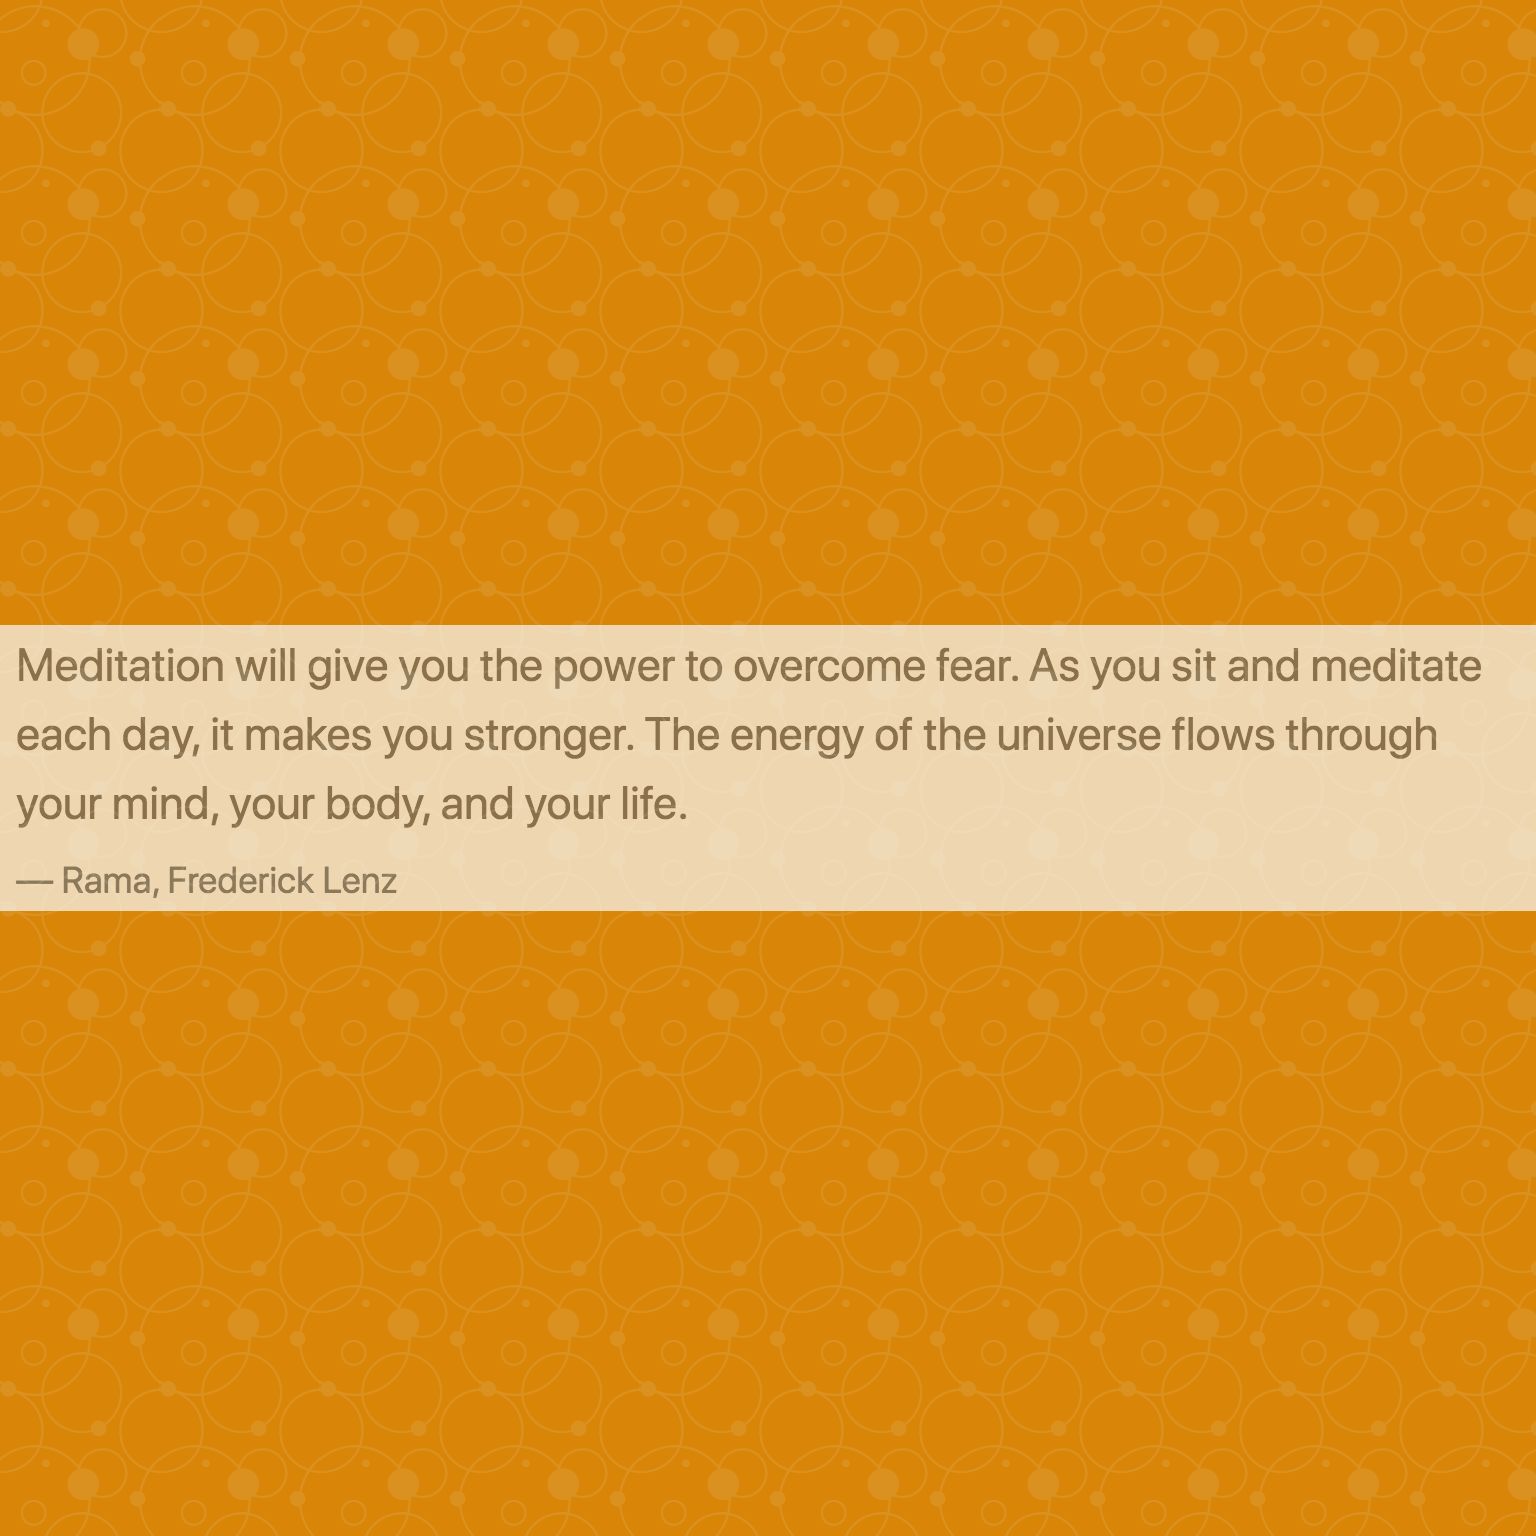 Meditation will give you the power to overcome fear. As you sit and meditate
each day, it makes you stronger. The energy of the universe flows through
your mind, your body, and your life.
— Rama, Frederick Lenz